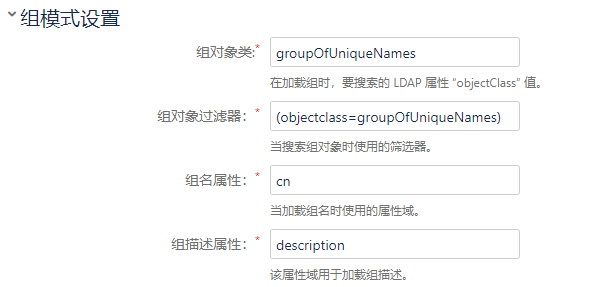 组模式设置
组对象类:*
groupOfUniqueNames
在加载组时，要搜索的 LDAP 属性 “objectClass” 值。
组对象过滤器：*
(objectclass=groupOfUniqueNames)
当搜索组对象时使用的筛选器。
组名属性：*
cn
当加载组名时使用的属性域。
组描述属性：*
description
该属性域用于加载组描述。